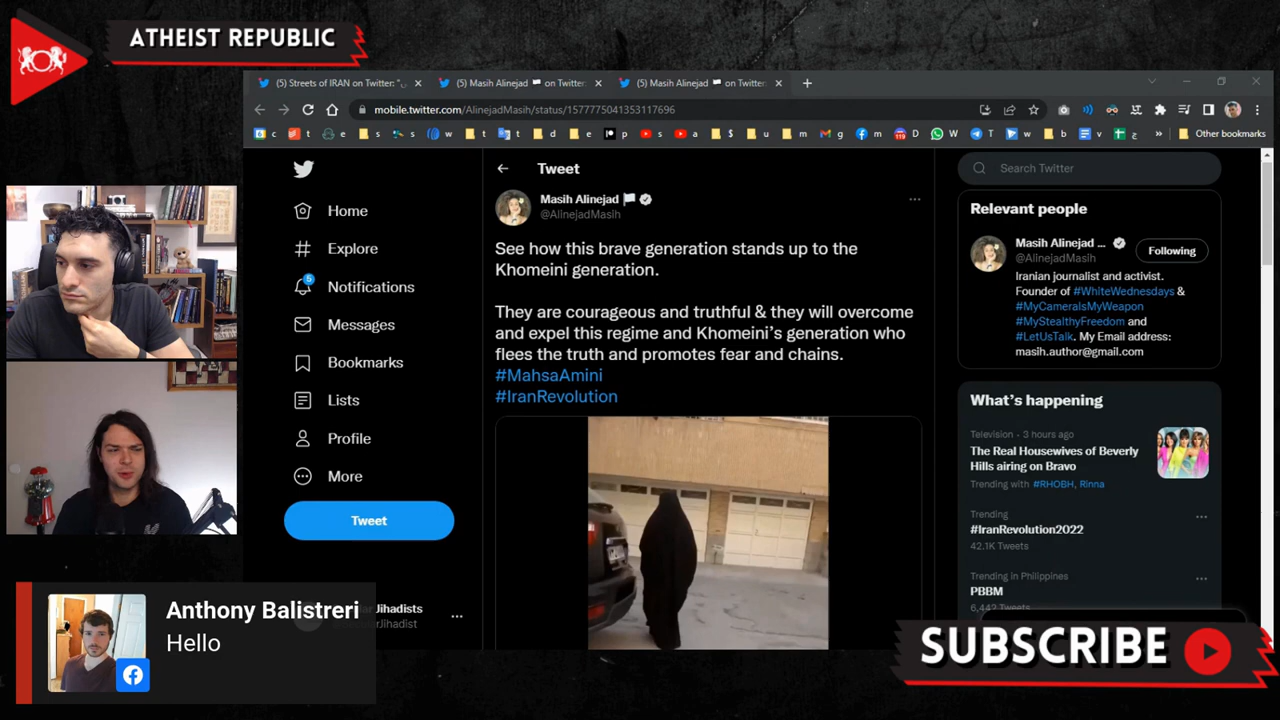 ATHEIST REPUBLIC
(5) Streets of IRAN on Twitter: "
(5) Masih Alinejad on Twitter
(5) Masih Alinejad on Twitter
mobile.twitter.com/AlinejadMasih/status/1577775041353117696
c t e s s w t t d e p s a $ u m g m D W T w b v ج » Other bookmarks
Home
Explore
5
Notifications
Messages
Bookmarks
Lists
Profile
More
Tweet
Jihadists
Jihadist
Tweet
Masih Alinejad
@AlinejadMasih
See how this brave generation stands up to the
Khomeini generation.
They are courageous and truthful & they will overcome
and expel this regime and Khomeini's generation who
flees the truth and promotes fear and chains.
#MahsaAmini
#IranRevolution
Search Twitter
Relevant people
Masih Alinejad ...
@AlinejadMasih
Following
Iranian journalist and activist.
Founder of #WhiteWednesdays &
#MyCameraIsMyWeapon
#MyStealthyFreedom and
#LetUsTalk. My Email address:
masih.author@gmail.com
What's happening
Television · 3 hours ago
The Real Housewives of Beverly
Hills airing on Bravo
Trending with #RHOBH, Rinna
Trending
#IranRevolution2022
42.1K Tweets
Trending in Philippines
PBBM
6,442 Tweets
Anthony Balistreri
Hello
SUBSCRIBE